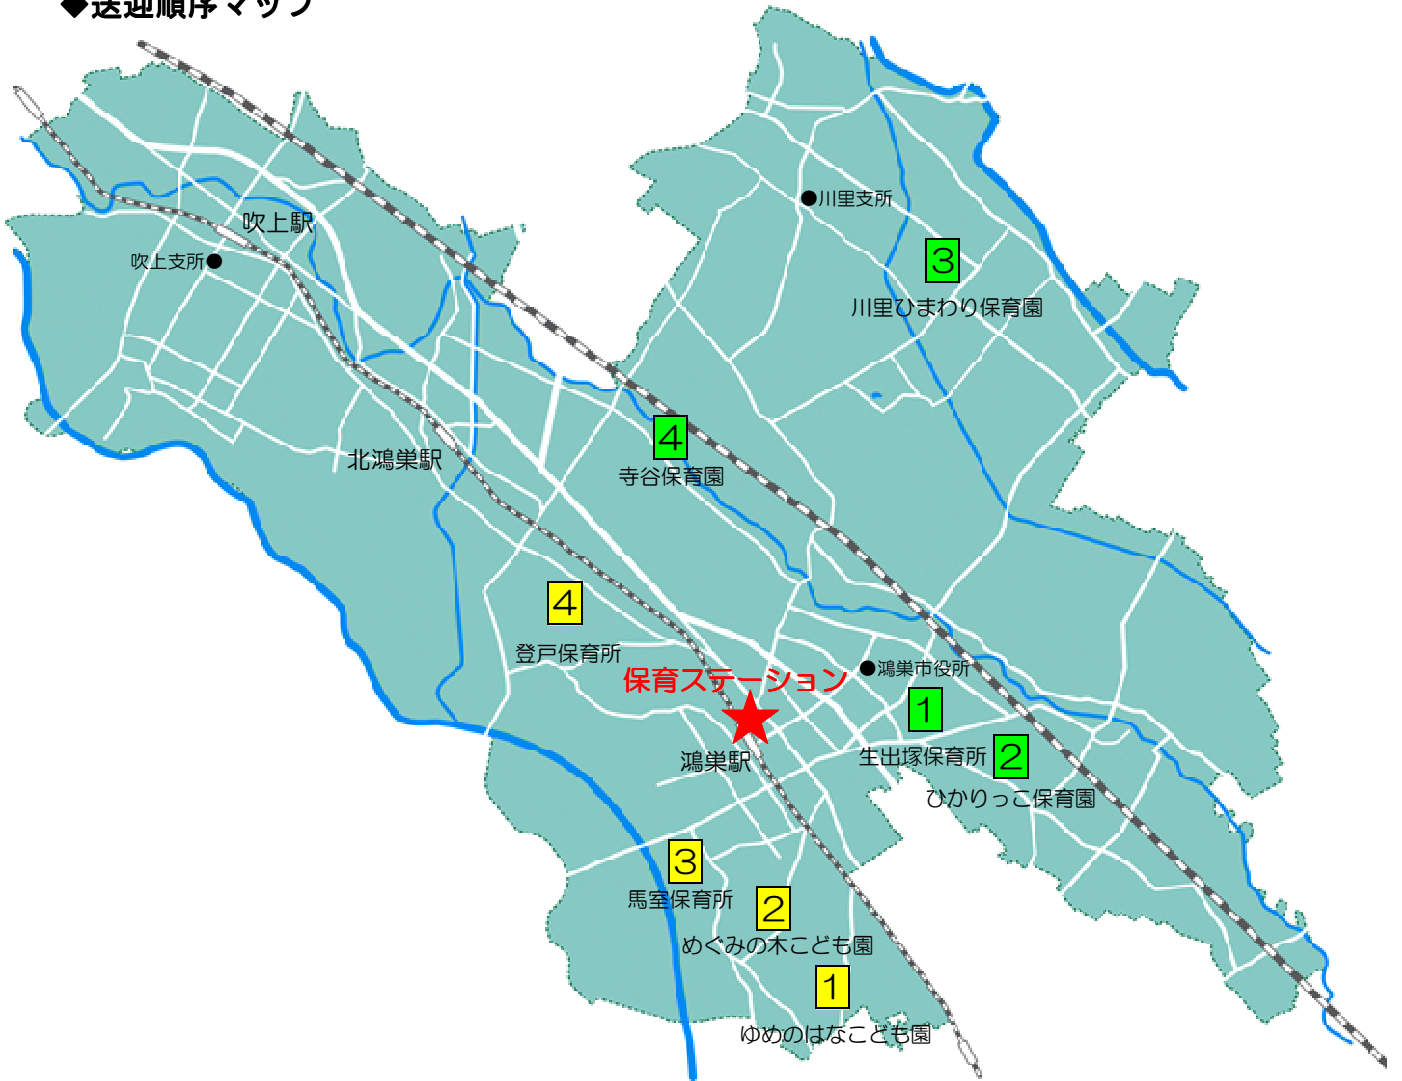 ◆送迎順序マップ
●川里支所
吹上駅
吹上支所●
3
川里ひまわり保育園
4
寺谷保育園
北鴻巣駅
4
登戸保育所
保育ステーション
●鴻巣市役所
1
生出塚保育所
鴻巣駅
2
ひかりっこ保育園
3
馬室保育所
2
めぐみの木こども園
1
ゆめのはなこども園